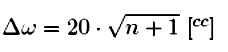 Δω = 20 · √(n + 1) [cc]